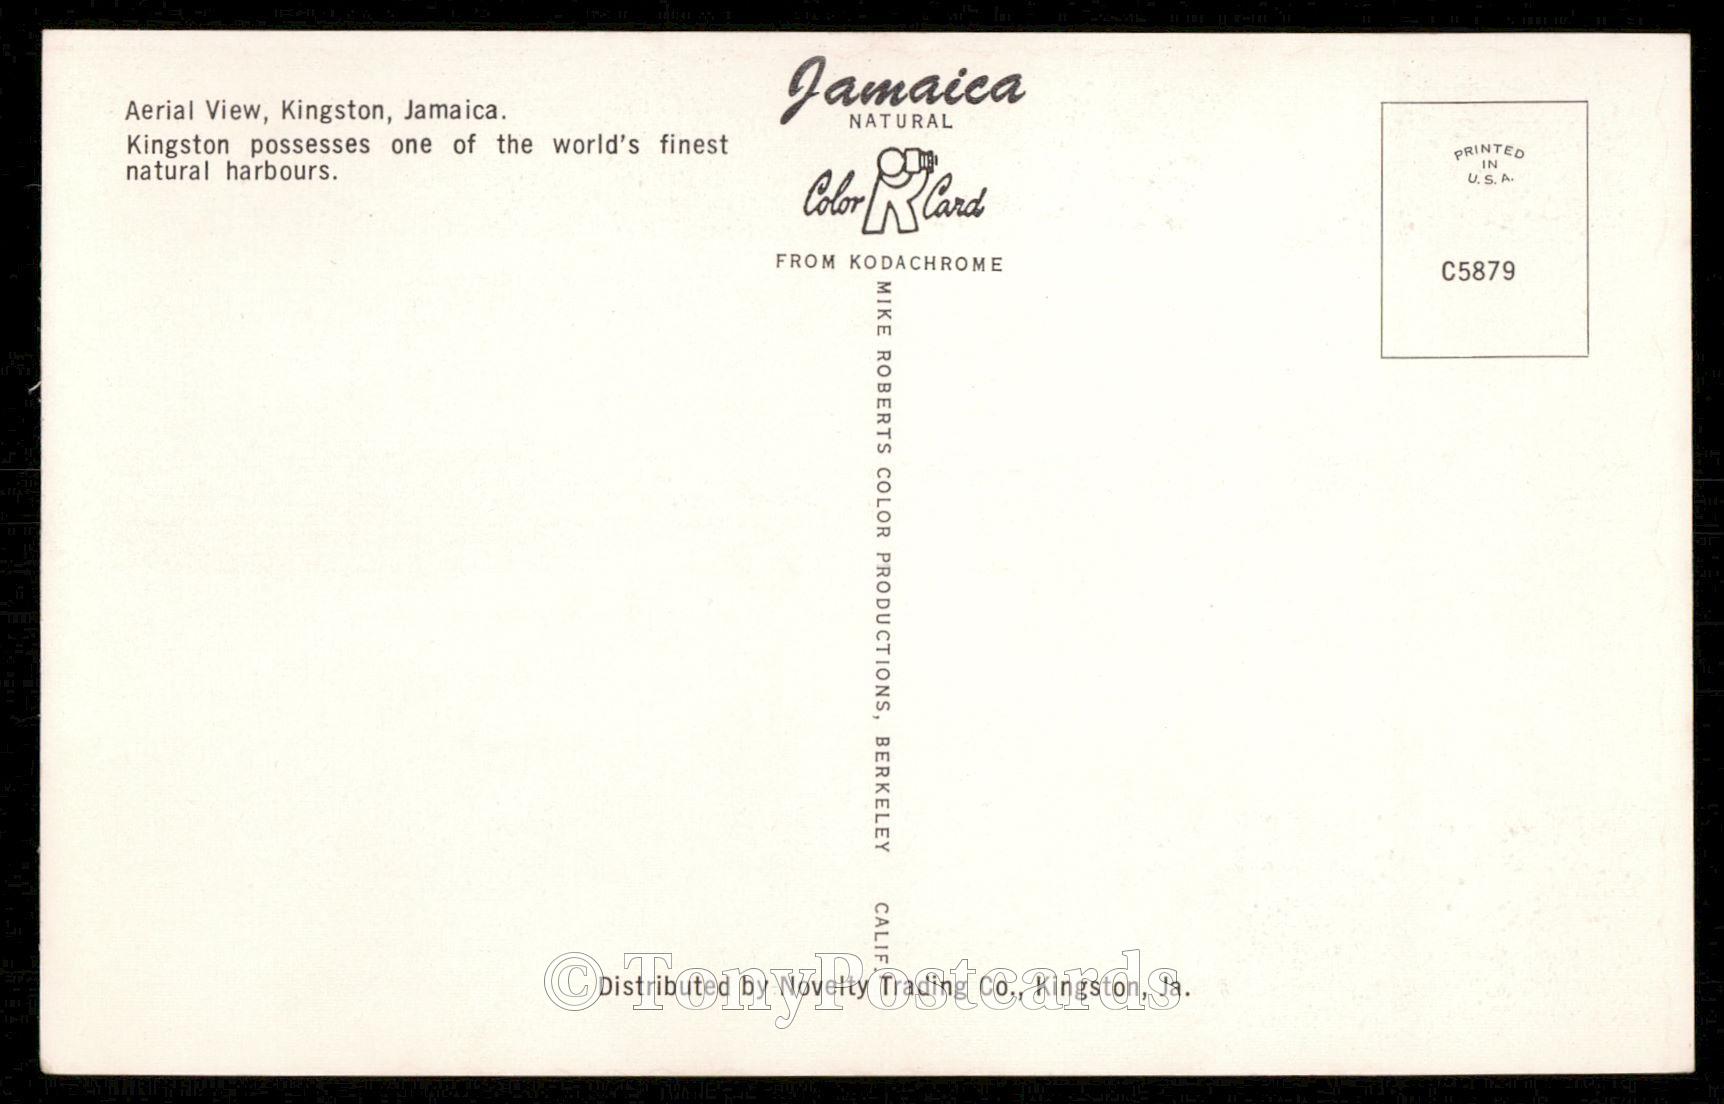 Aerial View, Kingston, Jamaica.
Kingston possesses one of the world's finest
natural harbours.
Jamaica
NATURAL
Color Card
FROM KODACHROME
MIKE ROBERTS COLOR PRODUCTIONS, BERKELEY CALIF.
PRINTED
IN
U.S.A.
C5879
Distributed by Novelty Trading Co., Kingston, Ja.
© TonyPostcards